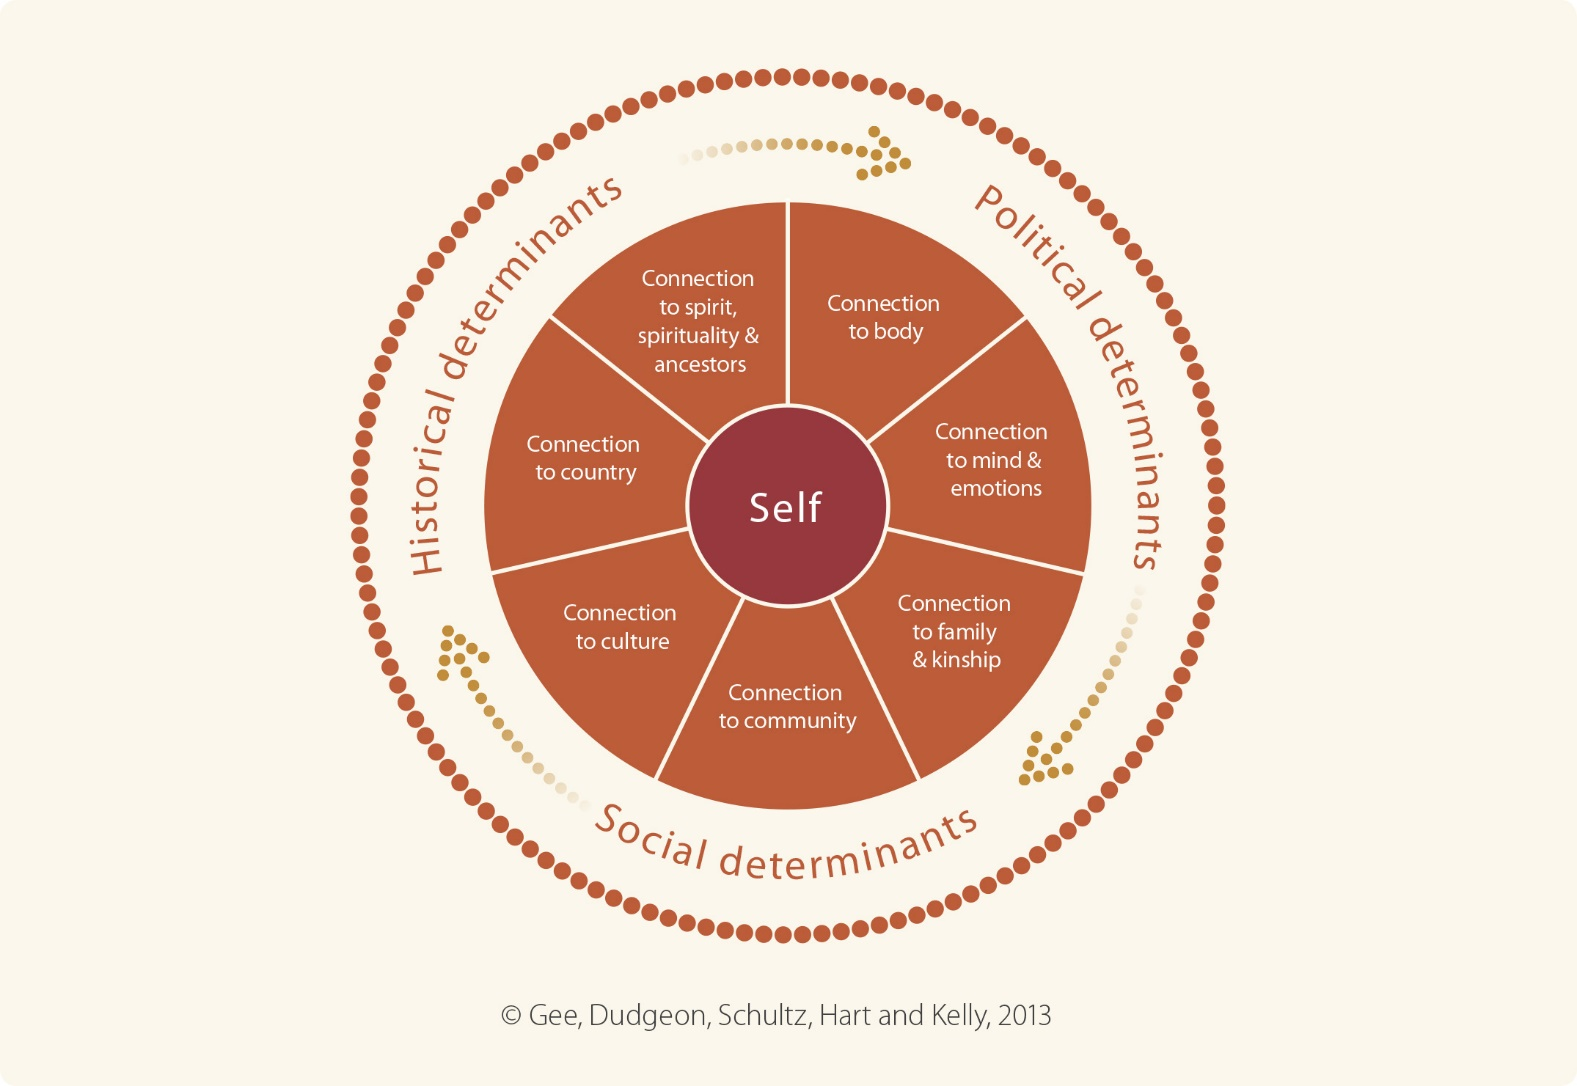 Historical determinants
Political determinants
Connection
to spirit,
spirituality &
ancestors
Connection
to body
Connection
to country
Connection
to mind &
emotions
Self
Connection
to culture
Connection
to family
& kinship
Connection
to community
Social determinants
© Gee, Dudgeon, Schultz, Hart and Kelly, 2013